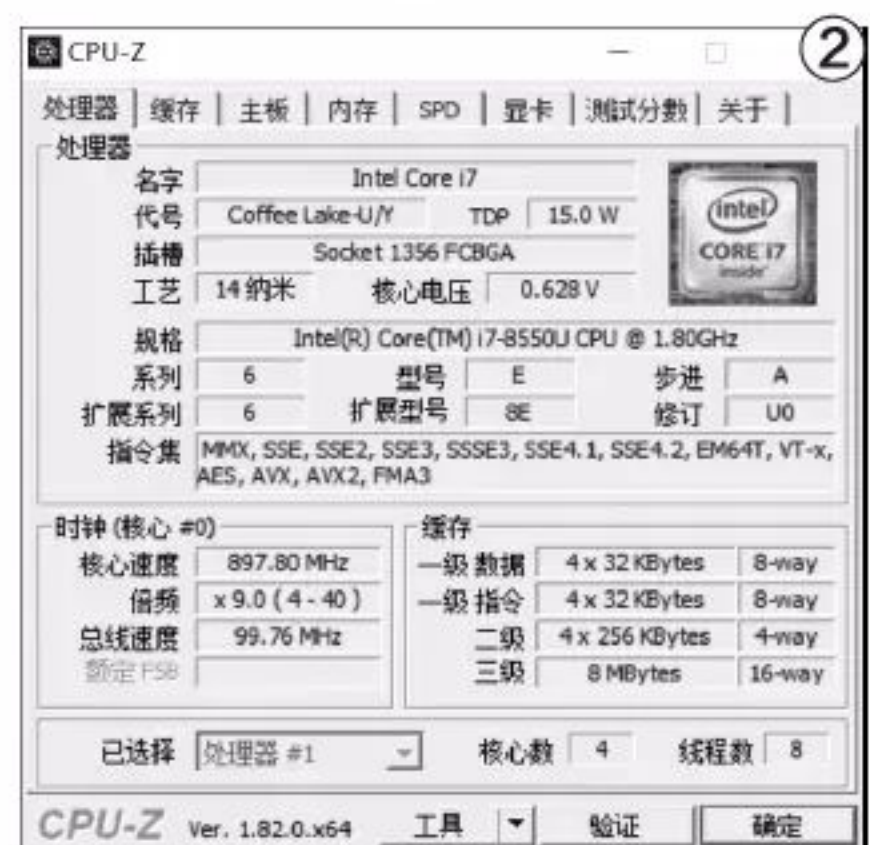 ②
CPU-Z
处理器 缓存 主板 内存 SPD 显卡 测试分数 关于
处理器
名字 Intel Core i7
代号 Coffee Lake-U/Y TDP 15.0 W
插槽 Socket 1356 FCBGA
工艺 14 纳米 核心电压 0.628 V
intel
CORE i7
inside™
规格 Intel(R) Core(TM) i7-8550U CPU @ 1.80GHz
系列 6 型号 E 步进 A
扩展系列 6 扩展型号 8E 修订 U0
指令集 MMX, SSE, SSE2, SSE3, SSSE3, SSE4.1, SSE4.2, EM64T, VT-x,
AES, AVX, AVX2, FMA3
时钟 (核心 #0) 缓存
核心速度 897.80 MHz 一级 数据 4 x 32 KBytes 8-way
倍频 x 9.0 ( 4 - 40 ) 一级 指令 4 x 32 KBytes 8-way
总线速度 99.76 MHz 二级 4 x 256 KBytes 4-way
额定 FSB 三级 8 MBytes 16-way
已选择 处理器 #1 核心数 4 线程数 8
CPU-Z Ver. 1.82.0.x64 工具 验证 确定